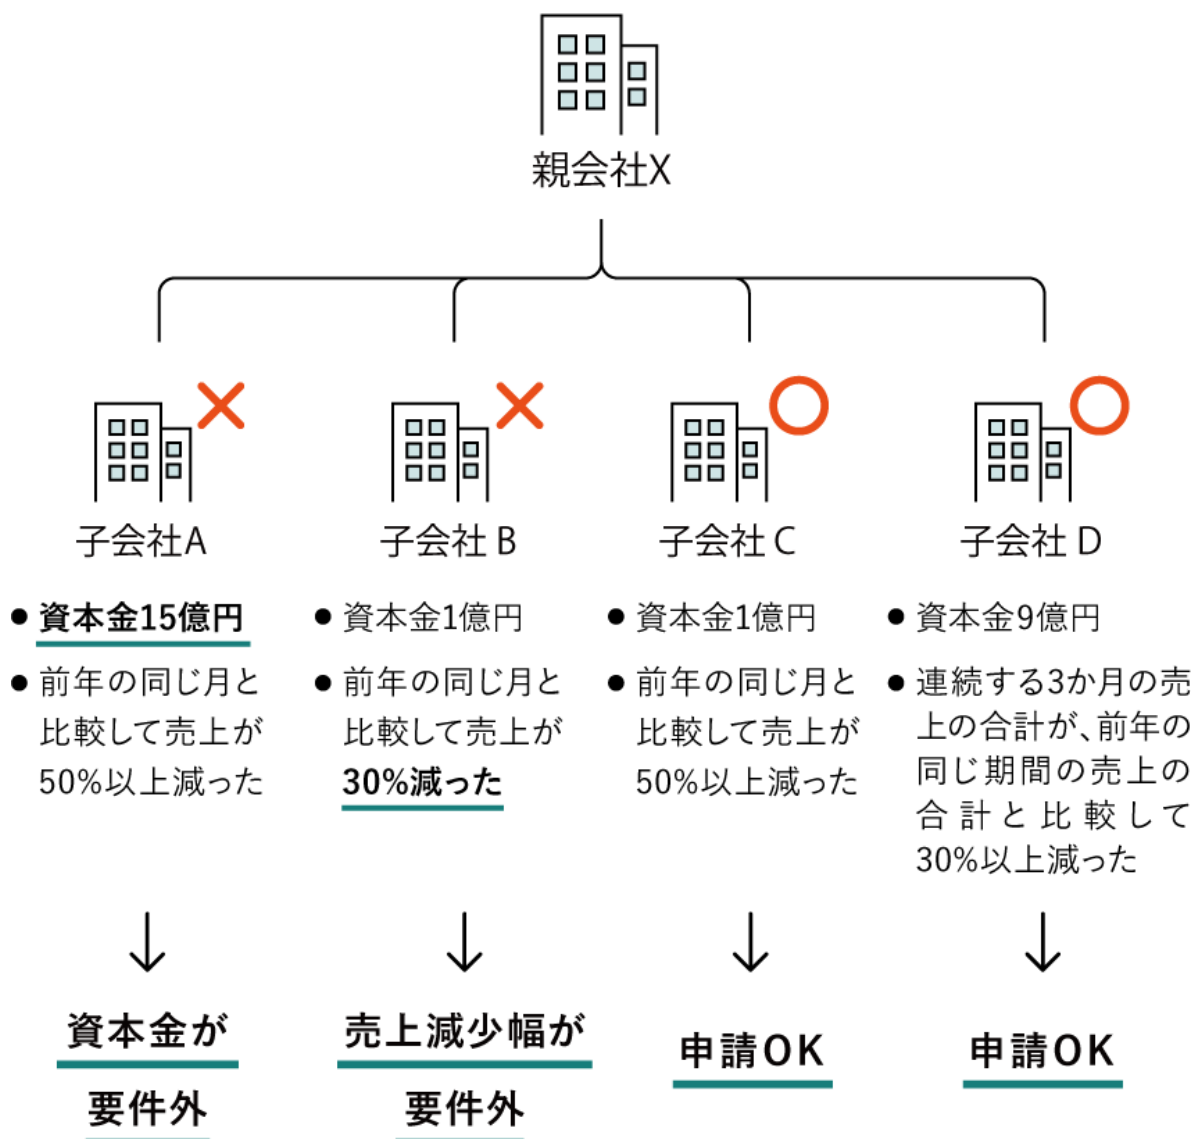 親会社X
子会社A
● 資本金15億円
● 前年の同じ月と
比較して売上が
50%以上減った
資本金が
要件外
子会社 B
● 資本金1億円
● 前年の同じ月と
比較して売上が
30%減った
売上減少幅が
要件外
子会社 C
● 資本金1億円
● 前年の同じ月と
比較して売上が
50%以上減った
申請OK
子会社 D
● 資本金9億円
● 連続する3か月の売
上の合計が、前年の
同じ期間の売上の
合計と比較して
30%以上減った
申請OK